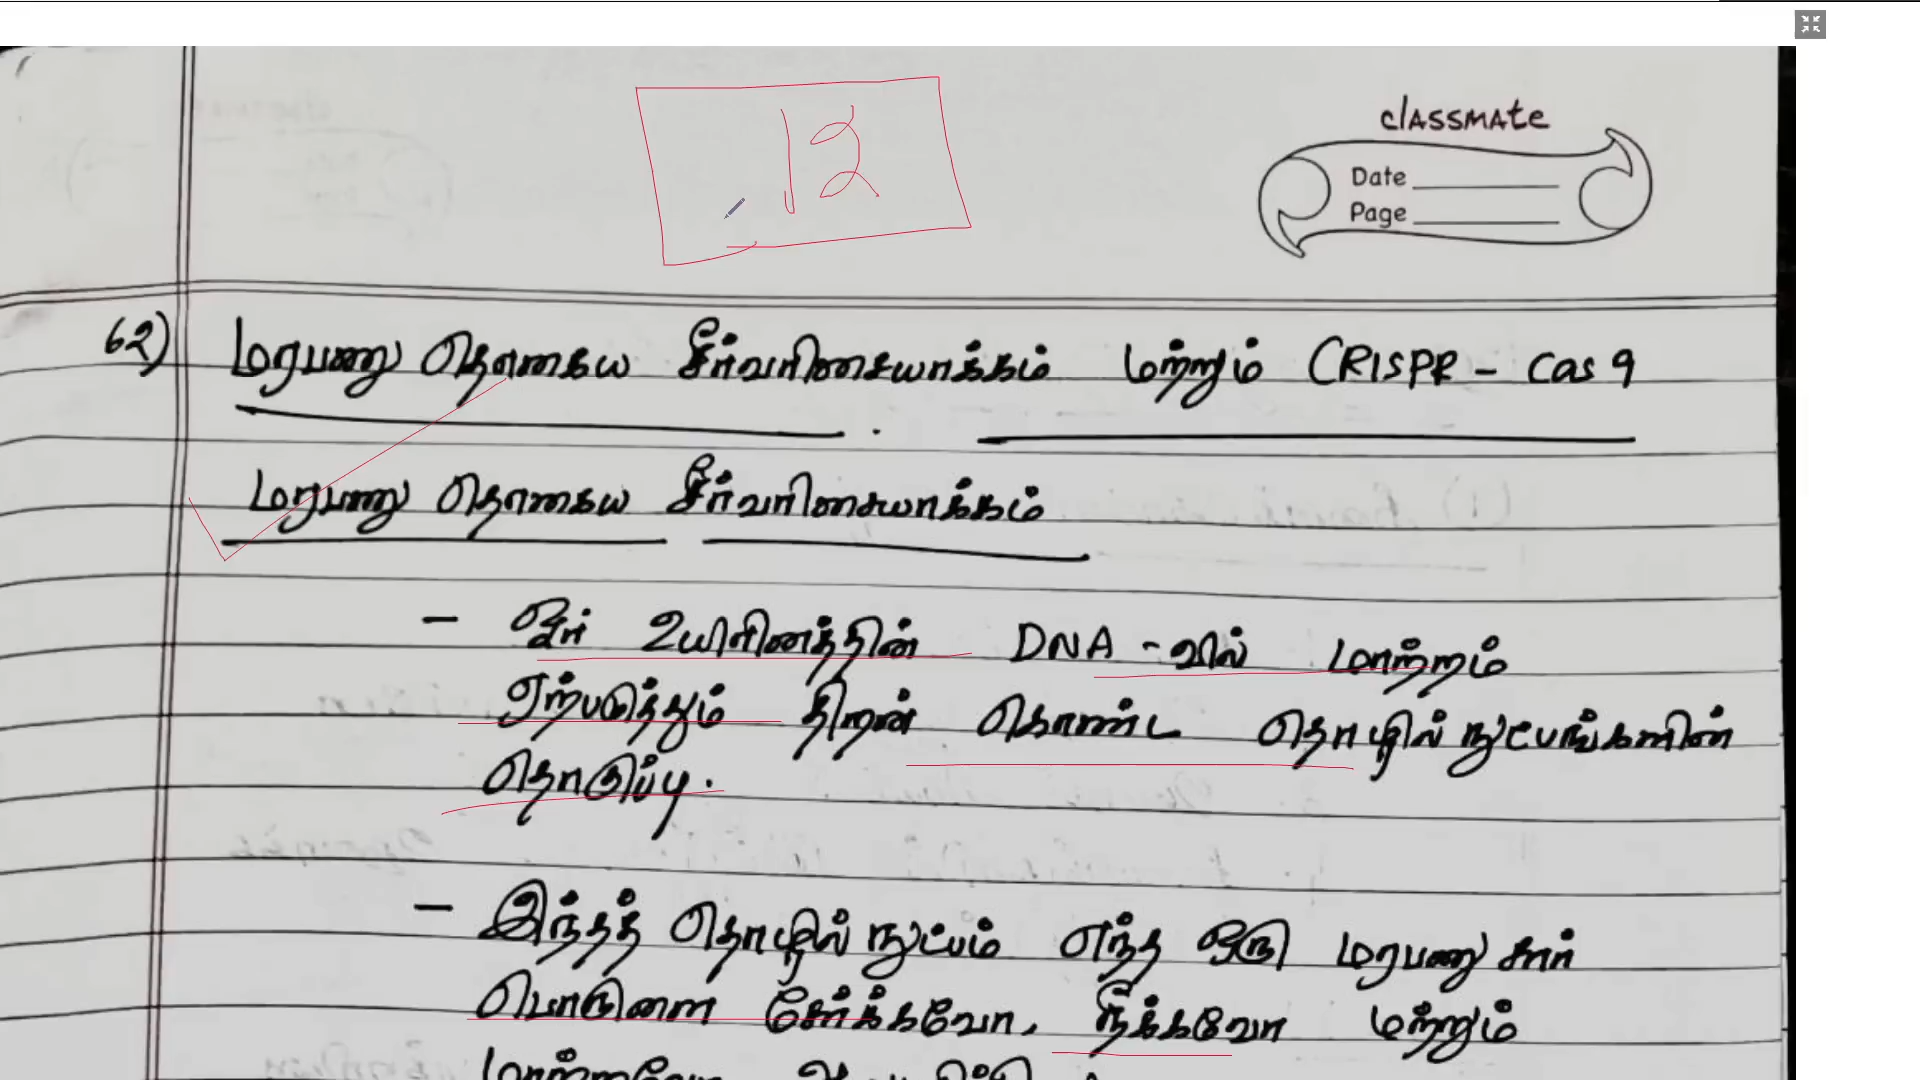 12
classmate
Date
Page
62) மரபணு தொகைய சீர்வரிசையாக்கம் மற்றும் CRISPR - Cas 9
மரபணு தொகைய சீர்வரிசையாக்கம்
- ஓர் உயிரினத்தின் DNA -வில் மாற்றம்
ஏற்படுத்தும் திறன் கொண்ட தொழில் நுட்பங்களின்
தொகுப்பு.
- இந்தத் தொழில் நுட்பம் எந்த ஒரு மரபணு சார்
பொருளை சேர்க்கவோ, நீக்கவோ மற்றும்